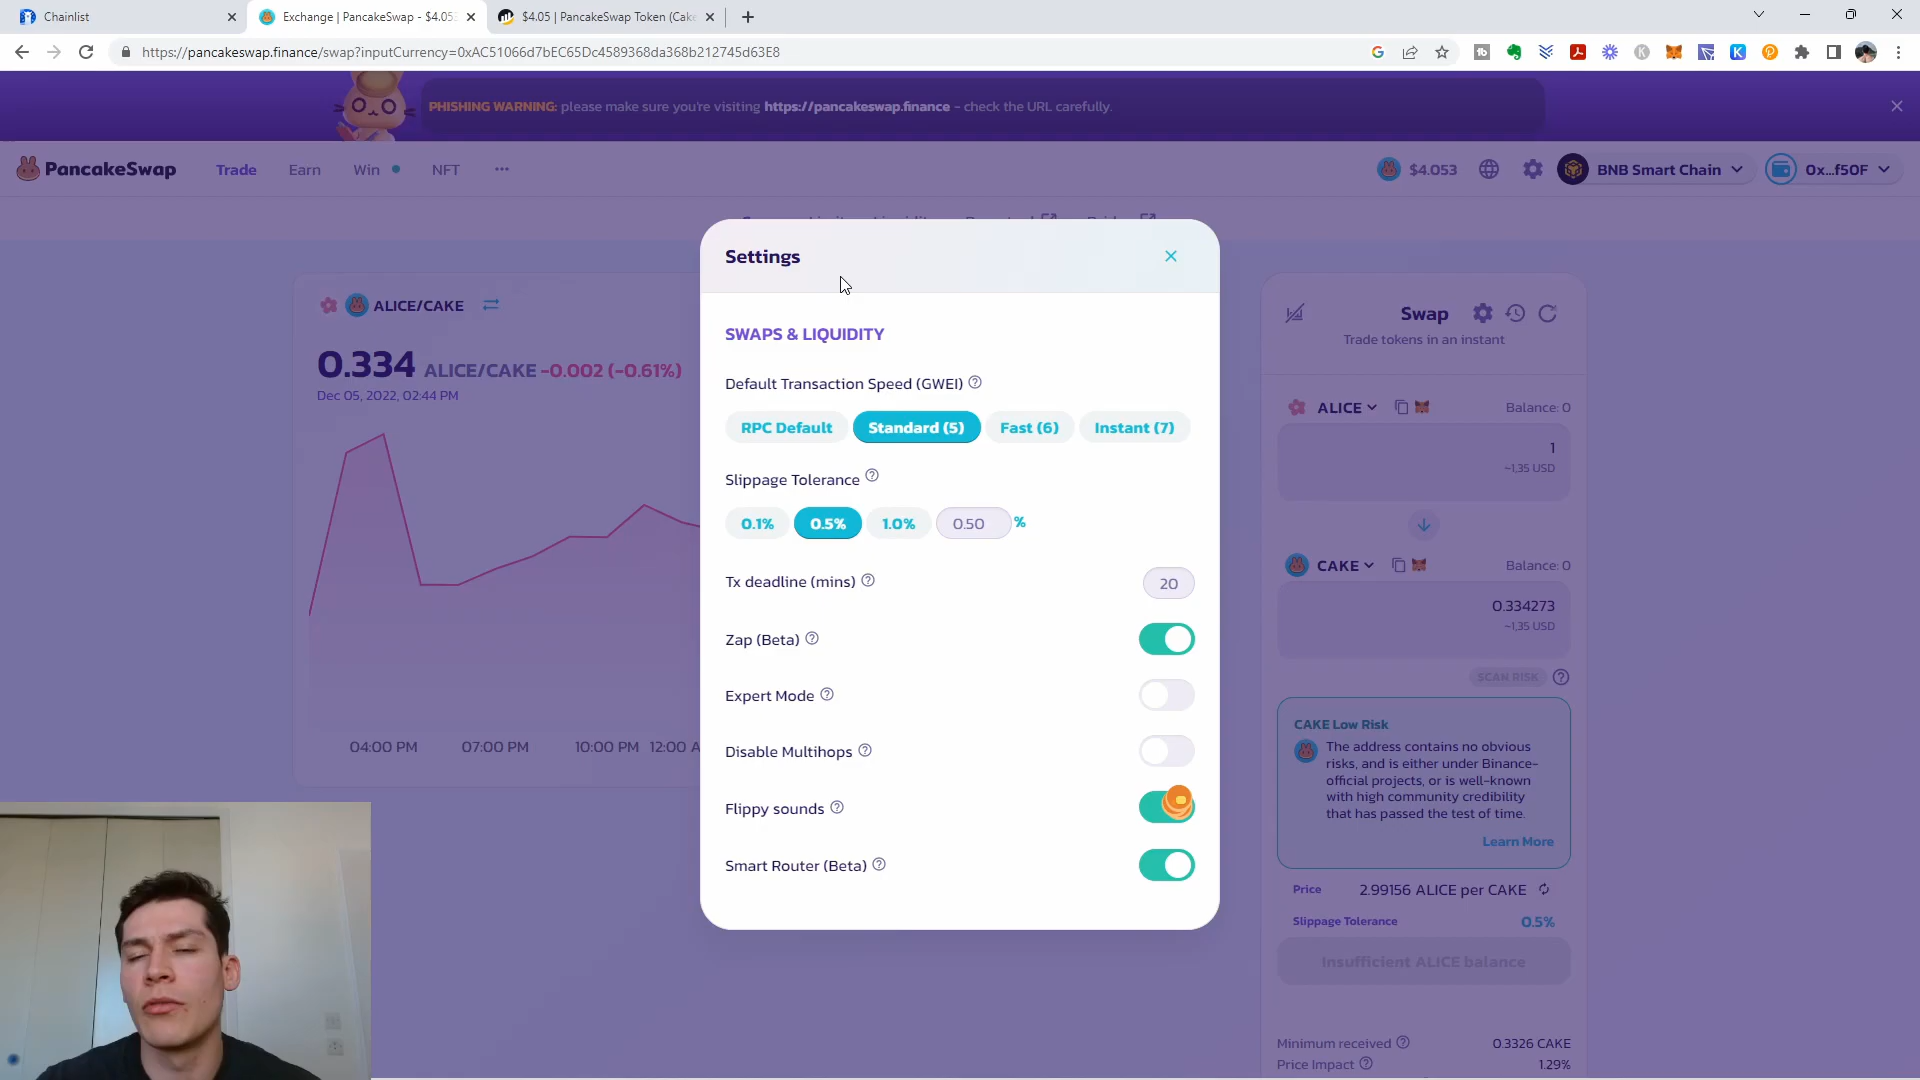 Chainlist
Exchange | PancakeSwap - $4.05
$4.05 | PancakeSwap Token (Cak
https://pancakeswap.finance/swap?inputCurrency=0xAC51066d7bEC65Dc4589368da368b212745d63E8
PHISHING WARNING: please make sure you're visiting https://pancakeswap.finance - check the URL carefully.
PancakeSwap
Trade
Earn
Win
NFT
$4.053
BNB Smart Chain
0x...f50F
Settings
SWAPS & LIQUIDITY
Default Transaction Speed (GWEI)
RPC Default
Standard (5)
Fast (6)
Instant (7)
Slippage Tolerance
0.1%
0.5%
1.0%
0.50
%
Tx deadline (mins)
20
Zap (Beta)
Expert Mode
Disable Multihops
Flippy sounds
Smart Router (Beta)
ALICE/CAKE
0.334 ALICE/CAKE -0.002 (-0.61%)
Dec 05, 2022, 02:44 PM
04:00 PM
07:00 PM
10:00 PM
12:00 A
Swap
Trade tokens in an instant
ALICE
Balance: 0
1
~1,35 USD
CAKE
Balance: 0
0.334273
~1,35 USD
SCAN RISK
CAKE Low Risk
The address contains no obvious
risks, and is either under Binance-
official projects, or is well-known
with high community credibility
that has passed the test of time.
Learn More
Price
2.99156 ALICE per CAKE
Slippage Tolerance
0.5%
Insufficient ALICE balance
Minimum received
0.3326 CAKE
Price Impact
1.29%